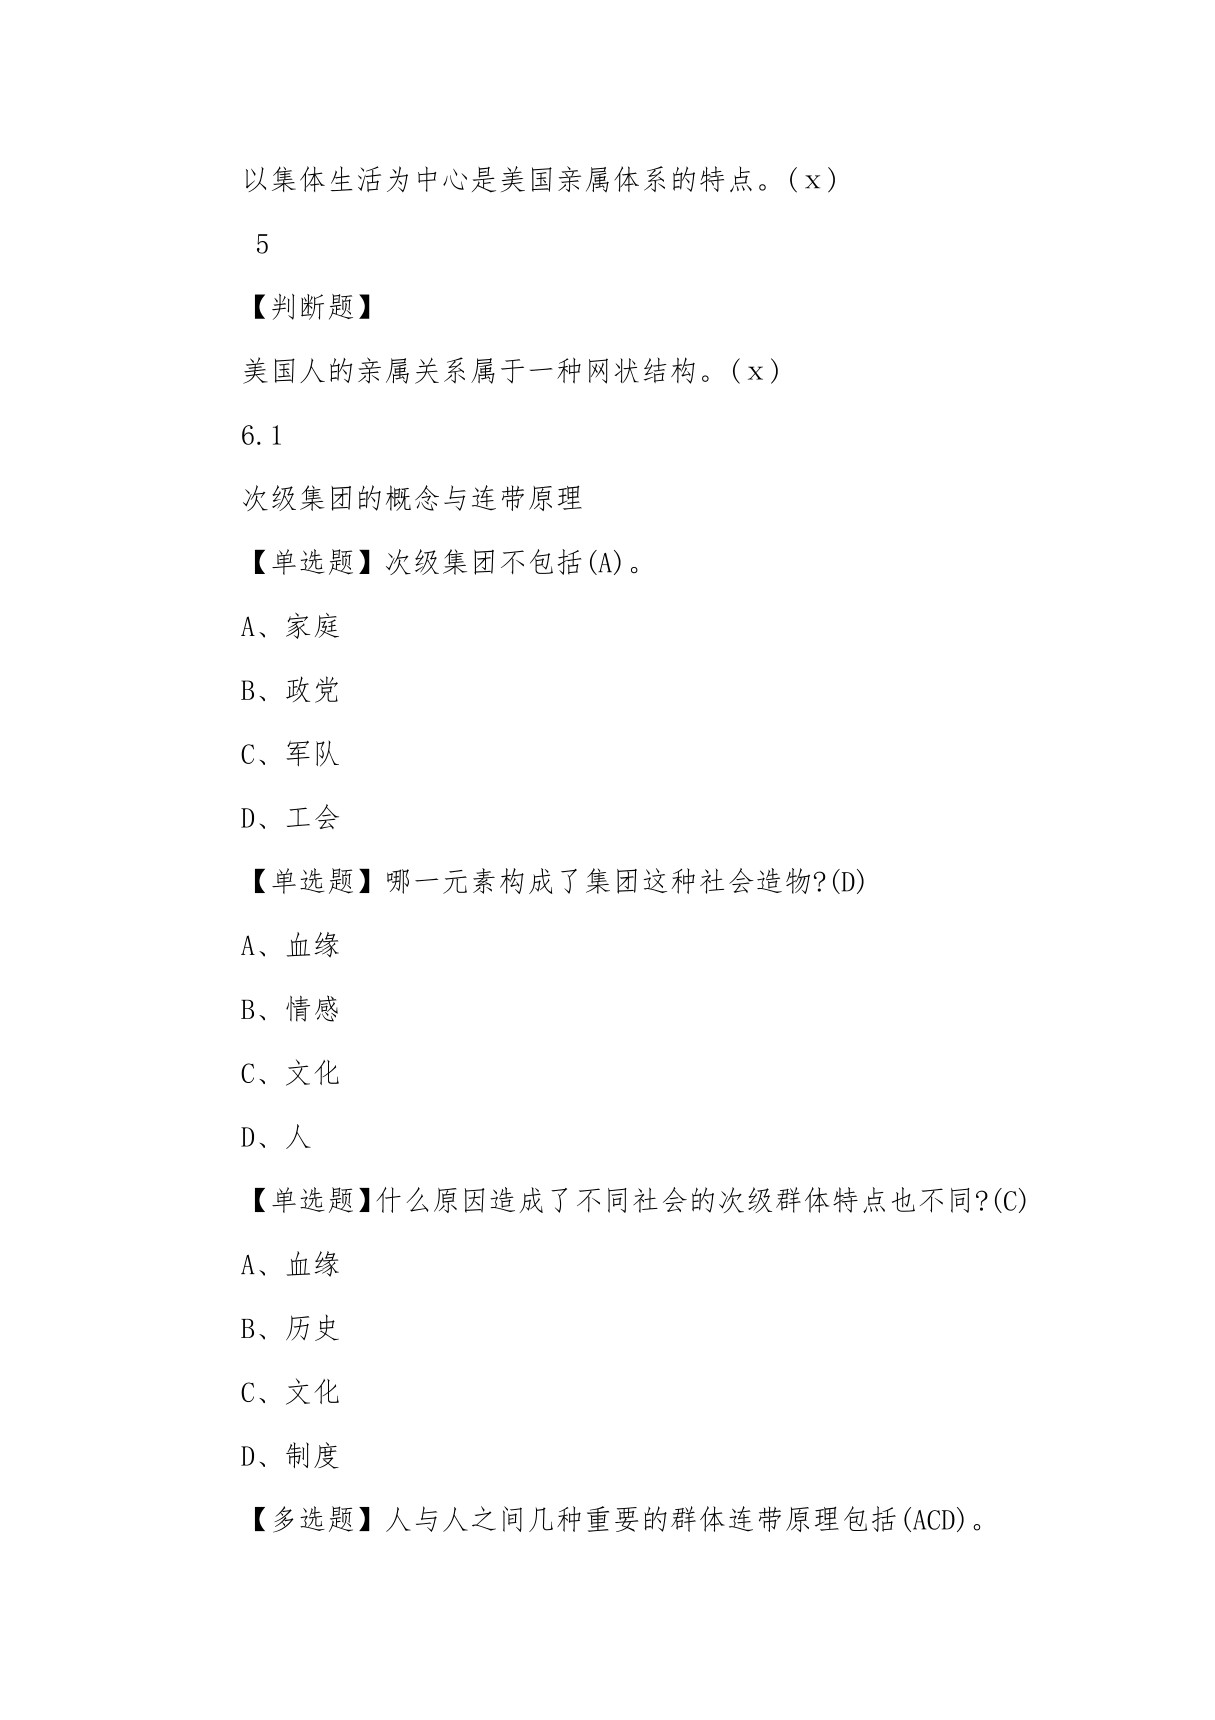 以集体生活为中心是美国亲属体系的特点。(ｘ)
5
【判断题】
美国人的亲属关系属于一种网状结构。(ｘ)
6.1
次级集团的概念与连带原理
【单选题】次级集团不包括(A)。
A、家庭
B、政党
C、军队
D、工会
【单选题】哪一元素构成了集团这种社会造物?(D)
A、血缘
B、情感
C、文化
D、人
【单选题】什么原因造成了不同社会的次级群体特点也不同?(C)
A、血缘
B、历史
C、文化
D、制度
【多选题】人与人之间几种重要的群体连带原理包括(ACD)。